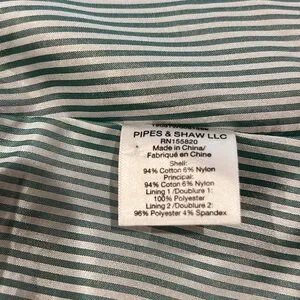 PIPES & SHAW LLC
RN155820
Made in China/
Fabriqué en Chine
Shell:
94% Cotton 6% Nylon
Principal:
94% Coton 6% Nylon
Lining 1 /Doublure 1:
100% Polyester
Lining 2 /Doublure 2:
96% Polyester 4% Spandex